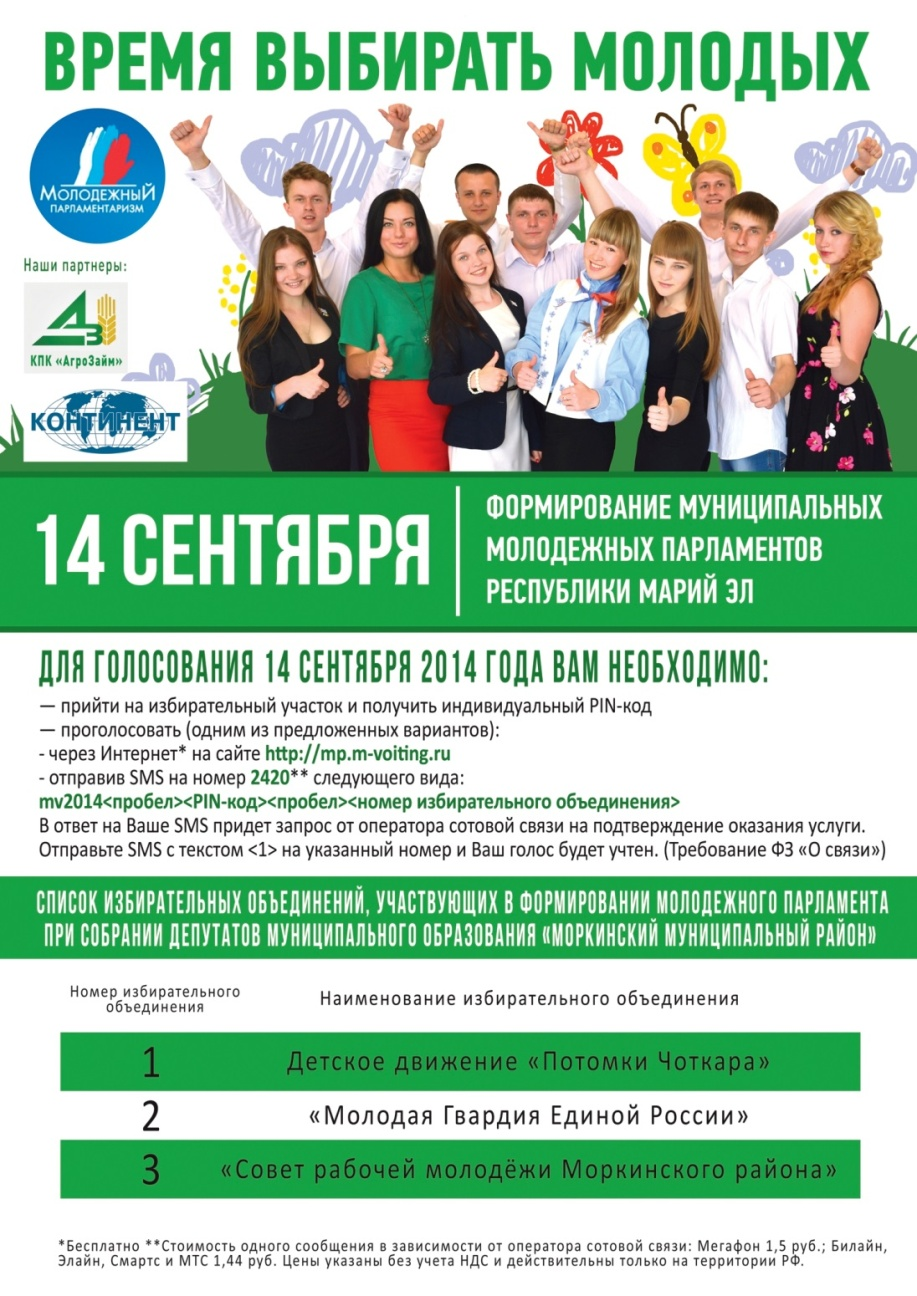 ВРЕМЯ ВЫБИРАТЬ МОЛОДЫХ
МОЛОДЕЖНЫЙ
ПАРЛАМЕНТАРИЗМ
Наши партнеры:
ДЗ
КПК «АгроЗайм»
КОНТИНЕНТ
14 СЕНТЯБРЯ
ФОРМИРОВАНИЕ МУНИЦИПАЛЬНЫХ
МОЛОДЕЖНЫХ ПАРЛАМЕНТОВ
РЕСПУБЛИКИ МАРИЙ ЭЛ
ДЛЯ ГОЛОСОВАНИЯ 14 СЕНТЯБРЯ 2014 ГОДА ВАМ НЕОБХОДИМО:
— прийти на избирательный участок и получить индивидуальный PIN-код
— проголосовать (одним из предложенных вариантов):
- через Интернет* на сайте http://mp.m-voiting.ru
- отправив SMS на номер 2420** следующего вида:
mv2014<пробел><PIN-код><пробел><номер избирательного объединения>
В ответ на Ваше SMS придет запрос от оператора сотовой связи на подтверждение оказания услуги.
Отправьте SMS с текстом <1> на указанный номер и Ваш голос будет учтен. (Требование ФЗ «О связи»)
СПИСОК ИЗБИРАТЕЛЬНЫХ ОБЪЕДИНЕНИЙ, УЧАСТВУЮЩИХ В ФОРМИРОВАНИИ МОЛОДЕЖНОГО ПАРЛАМЕНТА
ПРИ СОБРАНИИ ДЕПУТАТОВ МУНИЦИПАЛЬНОГО ОБРАЗОВАНИЯ «МОРКИНСКИЙ МУНИЦИПАЛЬНЫЙ РАЙОН»
Номер избирательного
объединения
Наименование избирательного объединения
1 Детское движение «Потомки Чоткара»
2 «Молодая Гвардия Единой России»
3 «Совет рабочей молодёжи Моркинского района»
*Бесплатно **Стоимость одного сообщения в зависимости от оператора сотовой связи: Мегафон 1,5 руб.; Билайн,
Элайн, Смартс и МТС 1,44 руб. Цены указаны без учета НДС и действительны только на территории РФ.